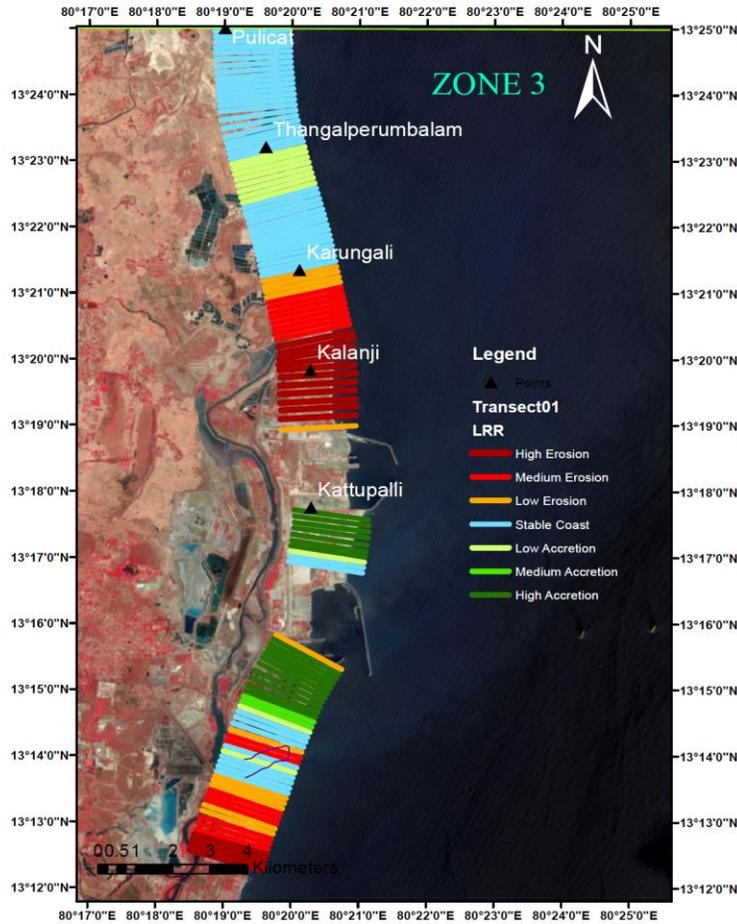 80°17'0"E 80°18'0"E 80°19'0"E 80°20'0"E 80°21'0"E 80°22'0"E 80°23'0"E 80°24'0"E 80°25'0"E
Pulicat
13°25'0"N
N
ZONE 3
13°24'0"N
13°24'0"N
Thangalperumbalam
13°23'0"N
13°23'0"N
13°22'0"N
13°22'0"N
Karungali
13°21'0"N
13°21'0"N
13°20'0"N
13°20'0"N
Kalanji
Legend
Points
Transect01
LRR
13°19'0"N
13°19'0"N
High Erosion
Medium Erosion
Low Erosion
Stable Coast
Low Accretion
Medium Accretion
High Accretion
13°18'0"N
13°18'0"N
Kattupalli
13°17'0"N
13°17'0"N
13°16'0"N
13°16'0"N
13°15'0"N
13°15'0"N
13°14'0"N
13°14'0"N
13°13'0"N
13°13'0"N
0 0.5 1 2 3 4
Kilometers
13°12'0"N
13°12'0"N
80°17'0"E 80°18'0"E 80°19'0"E 80°20'0"E 80°21'0"E 80°22'0"E 80°23'0"E 80°24'0"E 80°25'0"E